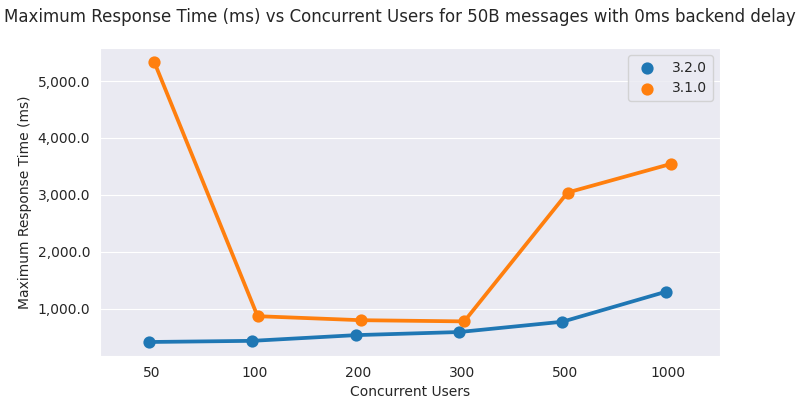 Maximum Response Time (ms) vs Concurrent Users for 50B messages with 0ms backend delay
3.2.0
3.1.0
5,000.0
4,000.0
3,000.0
2,000.0
1,000.0
Maximum Response Time (ms)
50 100 200 300 500 1000
Concurrent Users